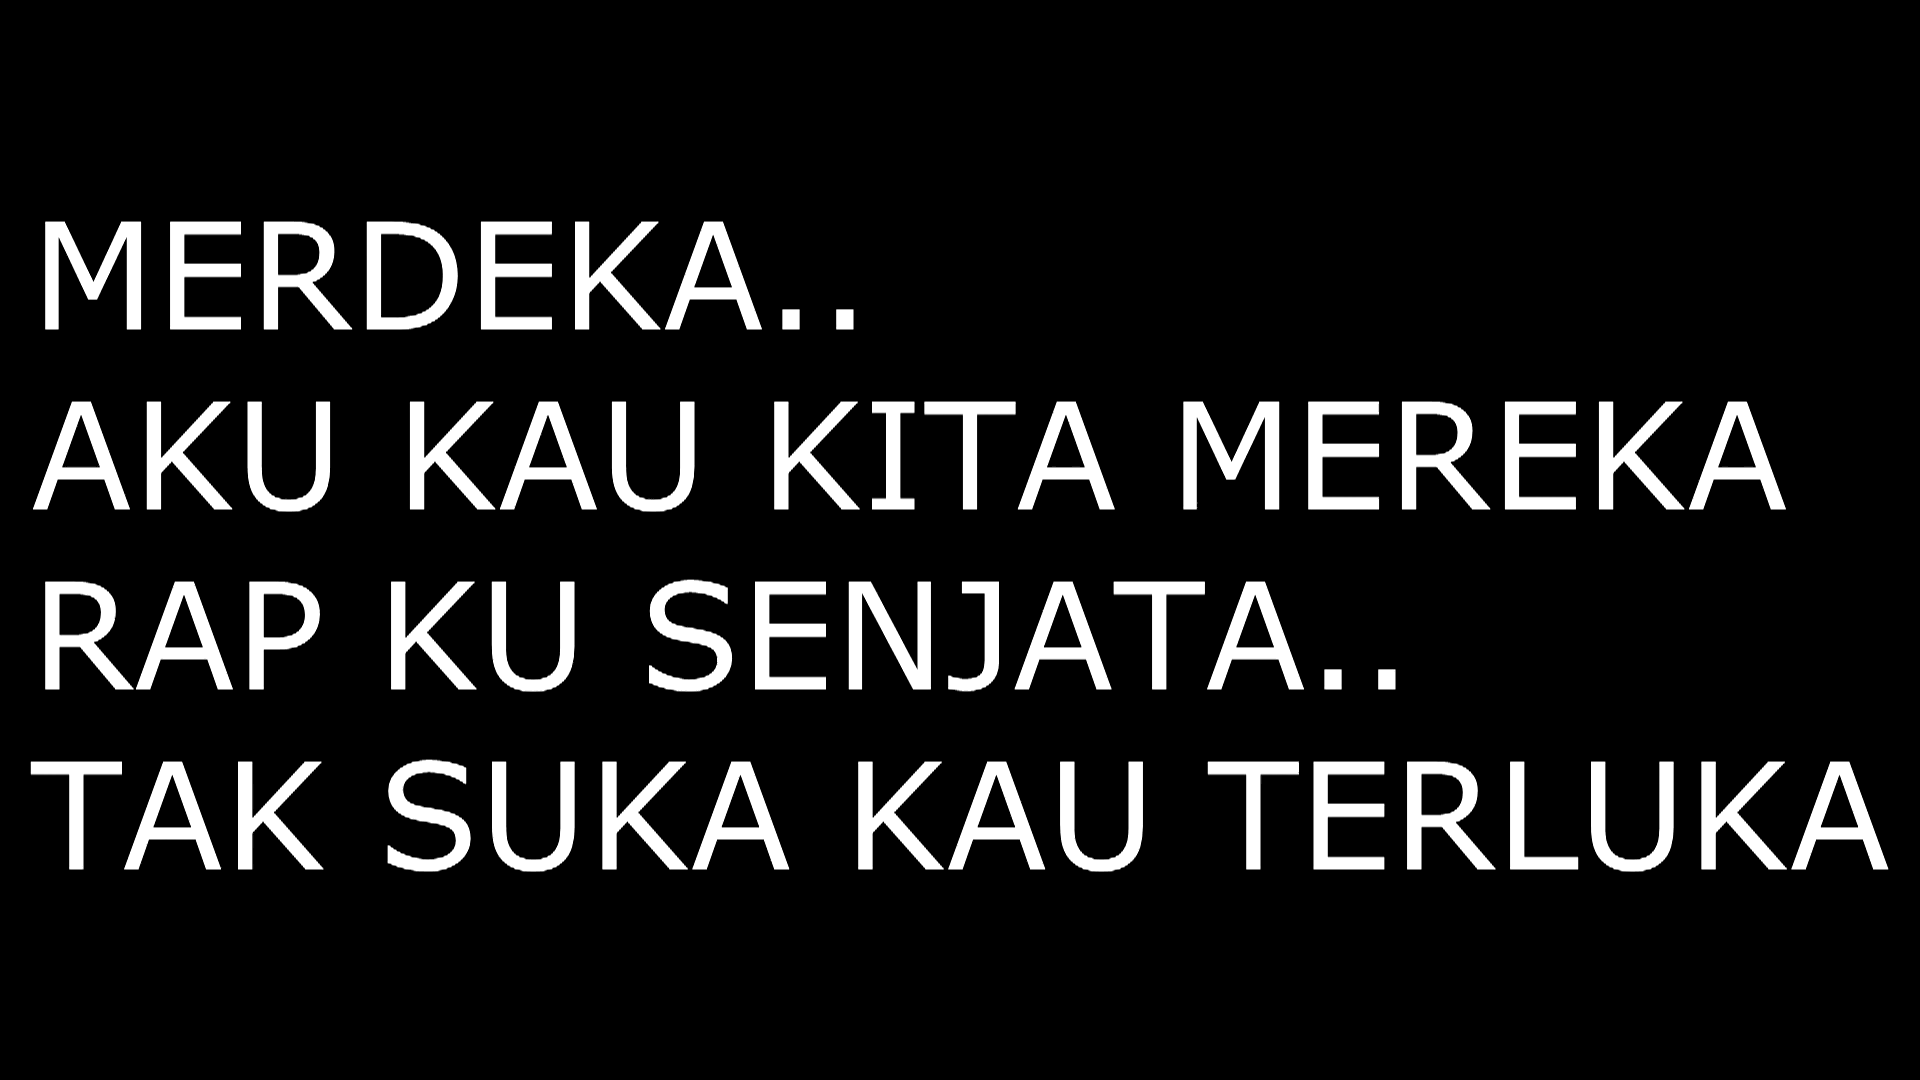 MERDEKA..
AKU KAU KITA MEREKA
RAP KU SENJATA..
TAK SUKA KAU TERLUKA